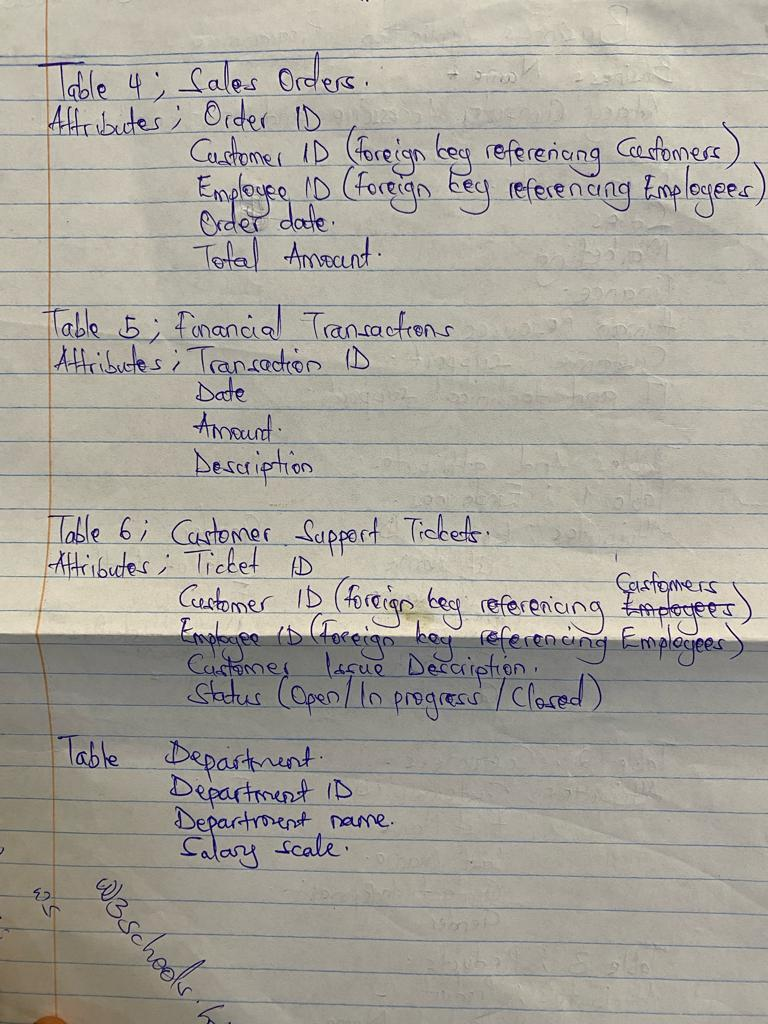 Table 4; Sales Orders.
Attributes; Order ID
Customer ID (foreign key referencing Customers)
Employee ID (foreign key referencing Employees)
Order date.
Total Amount.
Table 5; Financial Transactions
Attributes; Transaction ID
Date
Amount.
Description
Table 6; Customer Support Tickets.
Attributes; Ticket ID
Customers
Customer ID (foreign key referencing Employees)
Employee ID (foreign key referencing Employees)
Customer Issue Description.
Status (Open/In progress/Closed)
Table Department.
Department ID
Department name.
Salary scale.
W3schools.